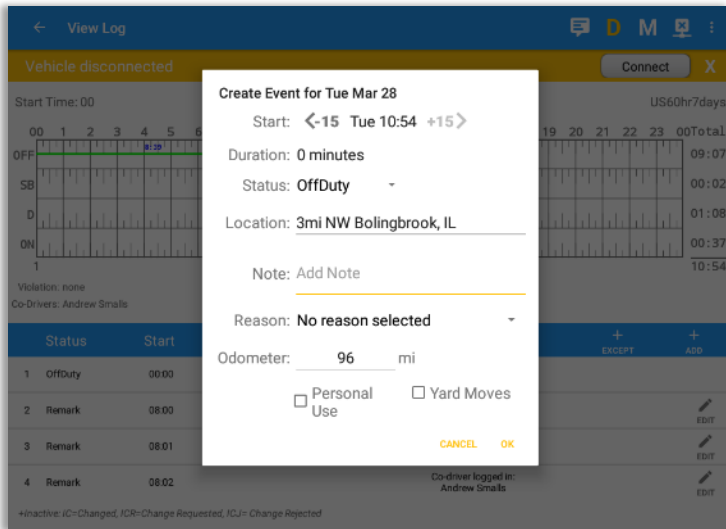 View Log
D M
Vehicle disconnected
Connect X
Start Time: 00
US60hr7days
00 1 2 3 4 5 6
19 20 21 22 23 00Total
OFF
8:20
09:07
SB
00:02
D
01:08
ON
00:37
1
10:54
Violation: none
Co-Drivers: Andrew Smalls
Create Event for Tue Mar 28
Start: <-15 Tue 10:54 +15>
Duration: 0 minutes
Status: OffDuty
Location: 3mi NW Bolingbrook, IL
Note: Add Note
Reason: No reason selected
Odometer: 96 mi
Personal Use
Yard Moves
CANCEL OK
Status Start
+ EXCEPT
+ ADD
1 OffDuty 00:00
2 Remark 08:00 EDIT
3 Remark 08:01 EDIT
4 Remark 08:02 Co-driver logged in: Andrew Smalls EDIT
+Inactive: IC=Changed, ICR=Change Requested, ICJ= Change Rejected